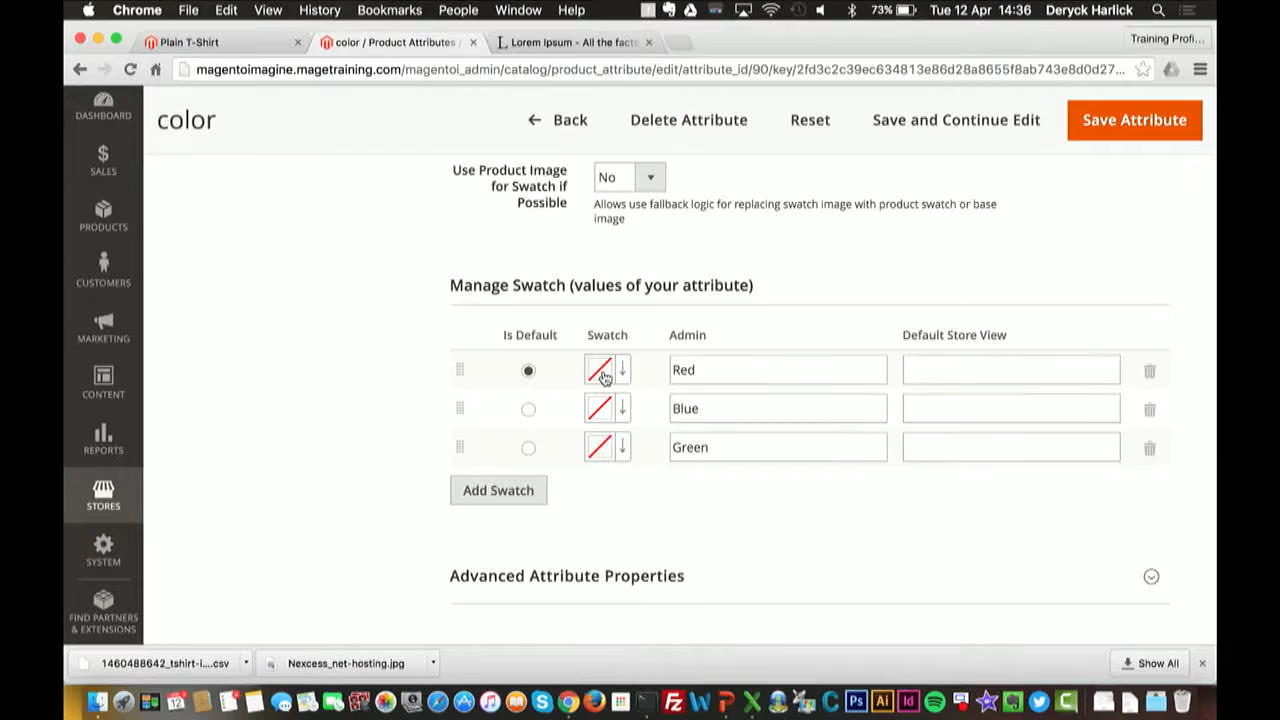 Chrome File Edit View History Bookmarks People Window Help 73% Tue 12 Apr 14:36 Deryck Harlick
Plain T-Shirt color / Product Attributes / Lorem Ipsum - All the facts Training Profi...
magentoimagine.magetraining.com/magentoi_admin/catalog/product_attribute/edit/attribute_id/90/key/2fd3c2c39ec634813e86d28a8655f8ab743e8d0d27...
color Back Delete Attribute Reset Save and Continue Edit Save Attribute
DASHBOARD
SALES
PRODUCTS
CUSTOMERS
MARKETING
CONTENT
REPORTS
STORES
SYSTEM
FIND PARTNERS
& EXTENSIONS
Use Product Image
for Swatch if
Possible
No
Allows use fallback logic for replacing swatch image with product swatch or base
image
Manage Swatch (values of your attribute)
Is Default Swatch Admin Default Store View
Red
Blue
Green
Add Swatch
Advanced Attribute Properties
1460488642_tshirt-i....csv Nexcess_net-hosting.jpg Show All